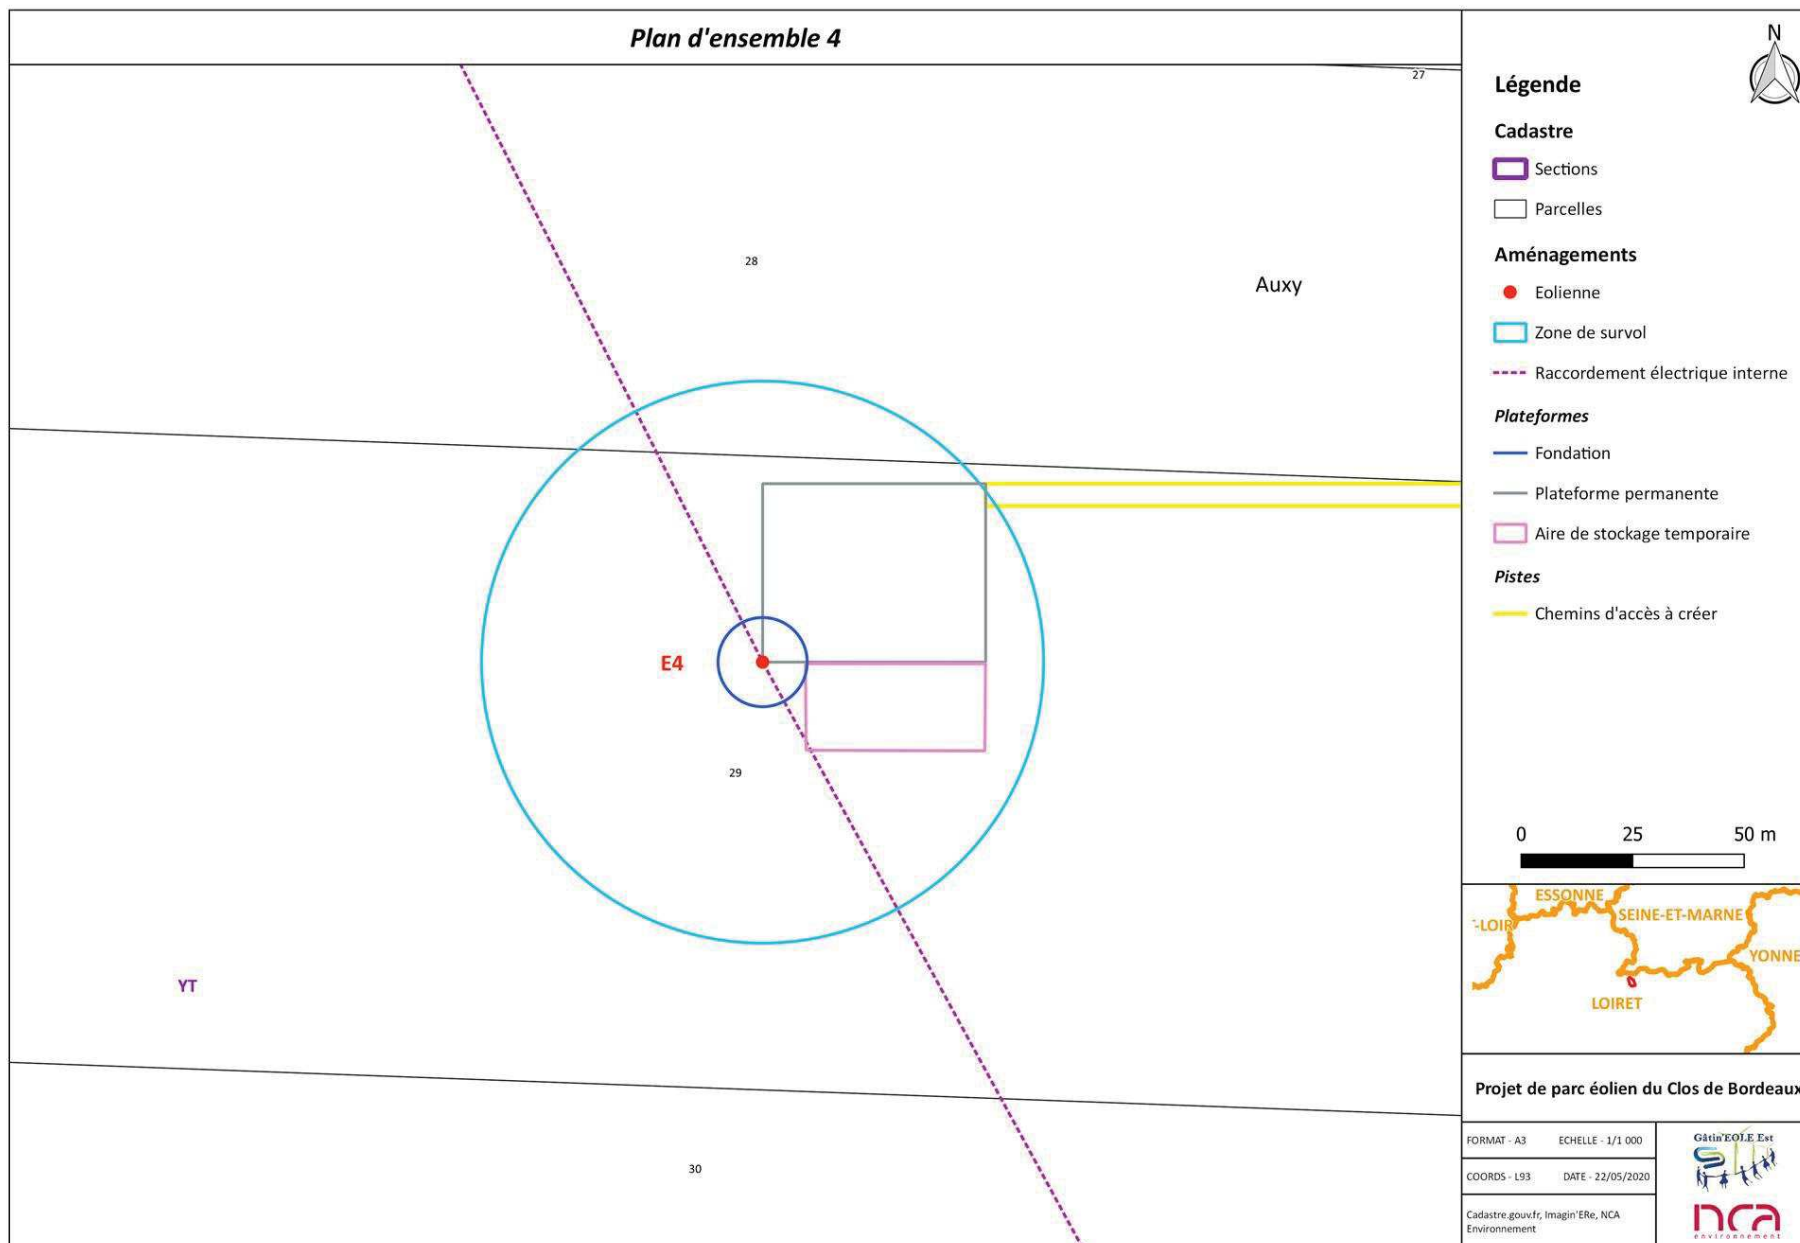 Plan d'ensemble 4
27
28
Auxy
E4
29
YT
30
N
Légende
Cadastre
Sections
Parcelles
Aménagements
Eolienne
Zone de survol
Raccordement électrique interne
Plateformes
Fondation
Plateforme permanente
Aire de stockage temporaire
Pistes
Chemins d'accès à créer
0 25 50 m
ESSONNE
SEINE-ET-MARNE
-LOIR
YONNE
LOIRET
Projet de parc éolien du Clos de Bordeaux
FORMAT - A3 ECHELLE - 1/1 000
COORDS - L93 DATE - 22/05/2020
Cadastre.gouv.fr, Imagin'ERe, NCA
Environnement
Gâtin'EOLE Est
nca
environnement